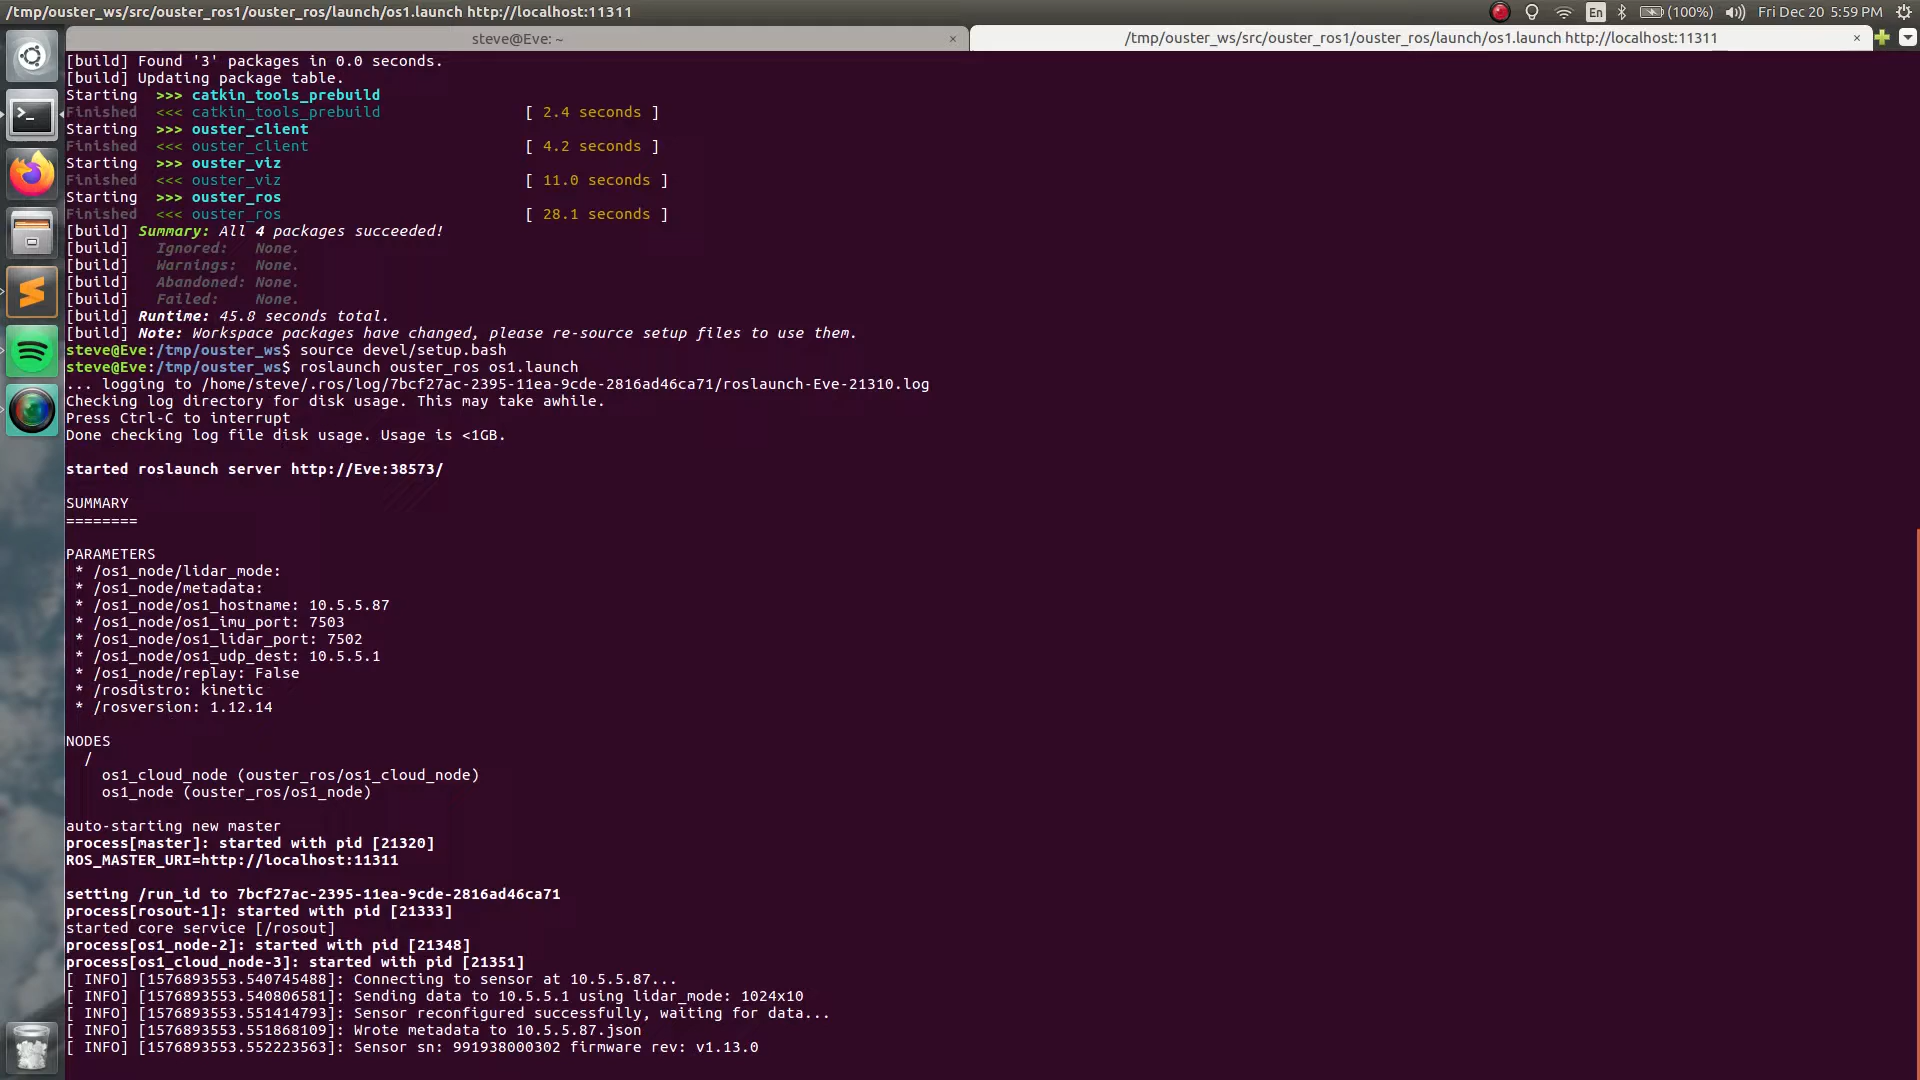 /tmp/ouster_ws/src/ouster_ros1/ouster_ros/launch/os1.launch http://localhost:11311
En
(100%)
Fri Dec 20 5:59 PM
steve@Eve: ~
/tmp/ouster_ws/src/ouster_ros1/ouster_ros/launch/os1.launch http://localhost:11311
[build] Found '3' packages in 0.0 seconds.
[build] Updating package table.
Starting  >>> catkin_tools_prebuild
Finished  <<< catkin_tools_prebuild                [ 2.4 seconds ]
Starting  >>> ouster_client
Finished  <<< ouster_client                        [ 4.2 seconds ]
Starting  >>> ouster_viz
Finished  <<< ouster_viz                           [ 11.0 seconds ]
Starting  >>> ouster_ros
Finished  <<< ouster_ros                           [ 28.1 seconds ]
[build] Summary: All 4 packages succeeded!
[build]   Ignored:   None.
[build]   Warnings:  None.
[build]   Abandoned: None.
[build]   Failed:    None.
[build] Runtime: 45.8 seconds total.
[build] Note: Workspace packages have changed, please re-source setup files to use them.
steve@Eve:/tmp/ouster_ws$ source devel/setup.bash
steve@Eve:/tmp/ouster_ws$ roslaunch ouster_ros os1.launch
... logging to /home/steve/.ros/log/7bcf27ac-2395-11ea-9cde-2816ad46ca71/roslaunch-Eve-21310.log
Checking log directory for disk usage. This may take awhile.
Press Ctrl-C to interrupt
Done checking log file disk usage. Usage is <1GB.
started roslaunch server http://Eve:38573/
SUMMARY
========
PARAMETERS
 * /os1_node/lidar_mode:
 * /os1_node/metadata:
 * /os1_node/os1_hostname: 10.5.5.87
 * /os1_node/os1_imu_port: 7503
 * /os1_node/os1_lidar_port: 7502
 * /os1_node/os1_udp_dest: 10.5.5.1
 * /os1_node/replay: False
 * /rosdistro: kinetic
 * /rosversion: 1.12.14
NODES
  /
    os1_cloud_node (ouster_ros/os1_cloud_node)
    os1_node (ouster_ros/os1_node)
auto-starting new master
process[master]: started with pid [21320]
ROS_MASTER_URI=http://localhost:11311
setting /run_id to 7bcf27ac-2395-11ea-9cde-2816ad46ca71
process[rosout-1]: started with pid [21333]
started core service [/rosout]
process[os1_node-2]: started with pid [21348]
process[os1_cloud_node-3]: started with pid [21351]
[ INFO] [1576893553.540745488]: Connecting to sensor at 10.5.5.87...
[ INFO] [1576893553.540806581]: Sending data to 10.5.5.1 using lidar_mode: 1024x10
[ INFO] [1576893553.551414793]: Sensor reconfigured successfully, waiting for data...
[ INFO] [1576893553.551868109]: Wrote metadata to 10.5.5.87.json
[ INFO] [1576893553.552223563]: Sensor sn: 991938000302 firmware rev: v1.13.0